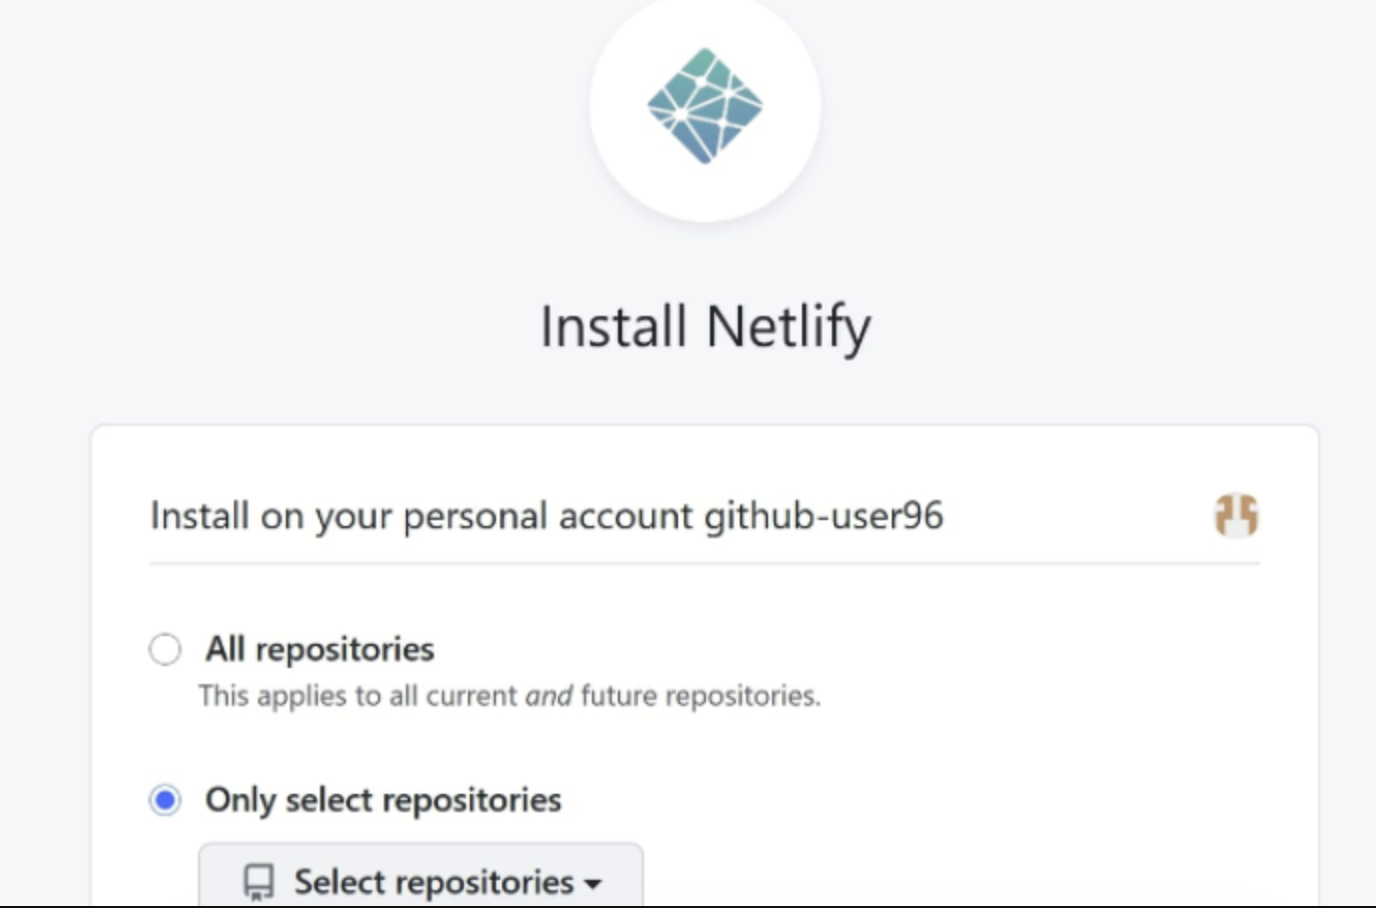 Install Netlify
Install on your personal account github-user96
All repositories
This applies to all current and future repositories.
Only select repositories
Select repositories